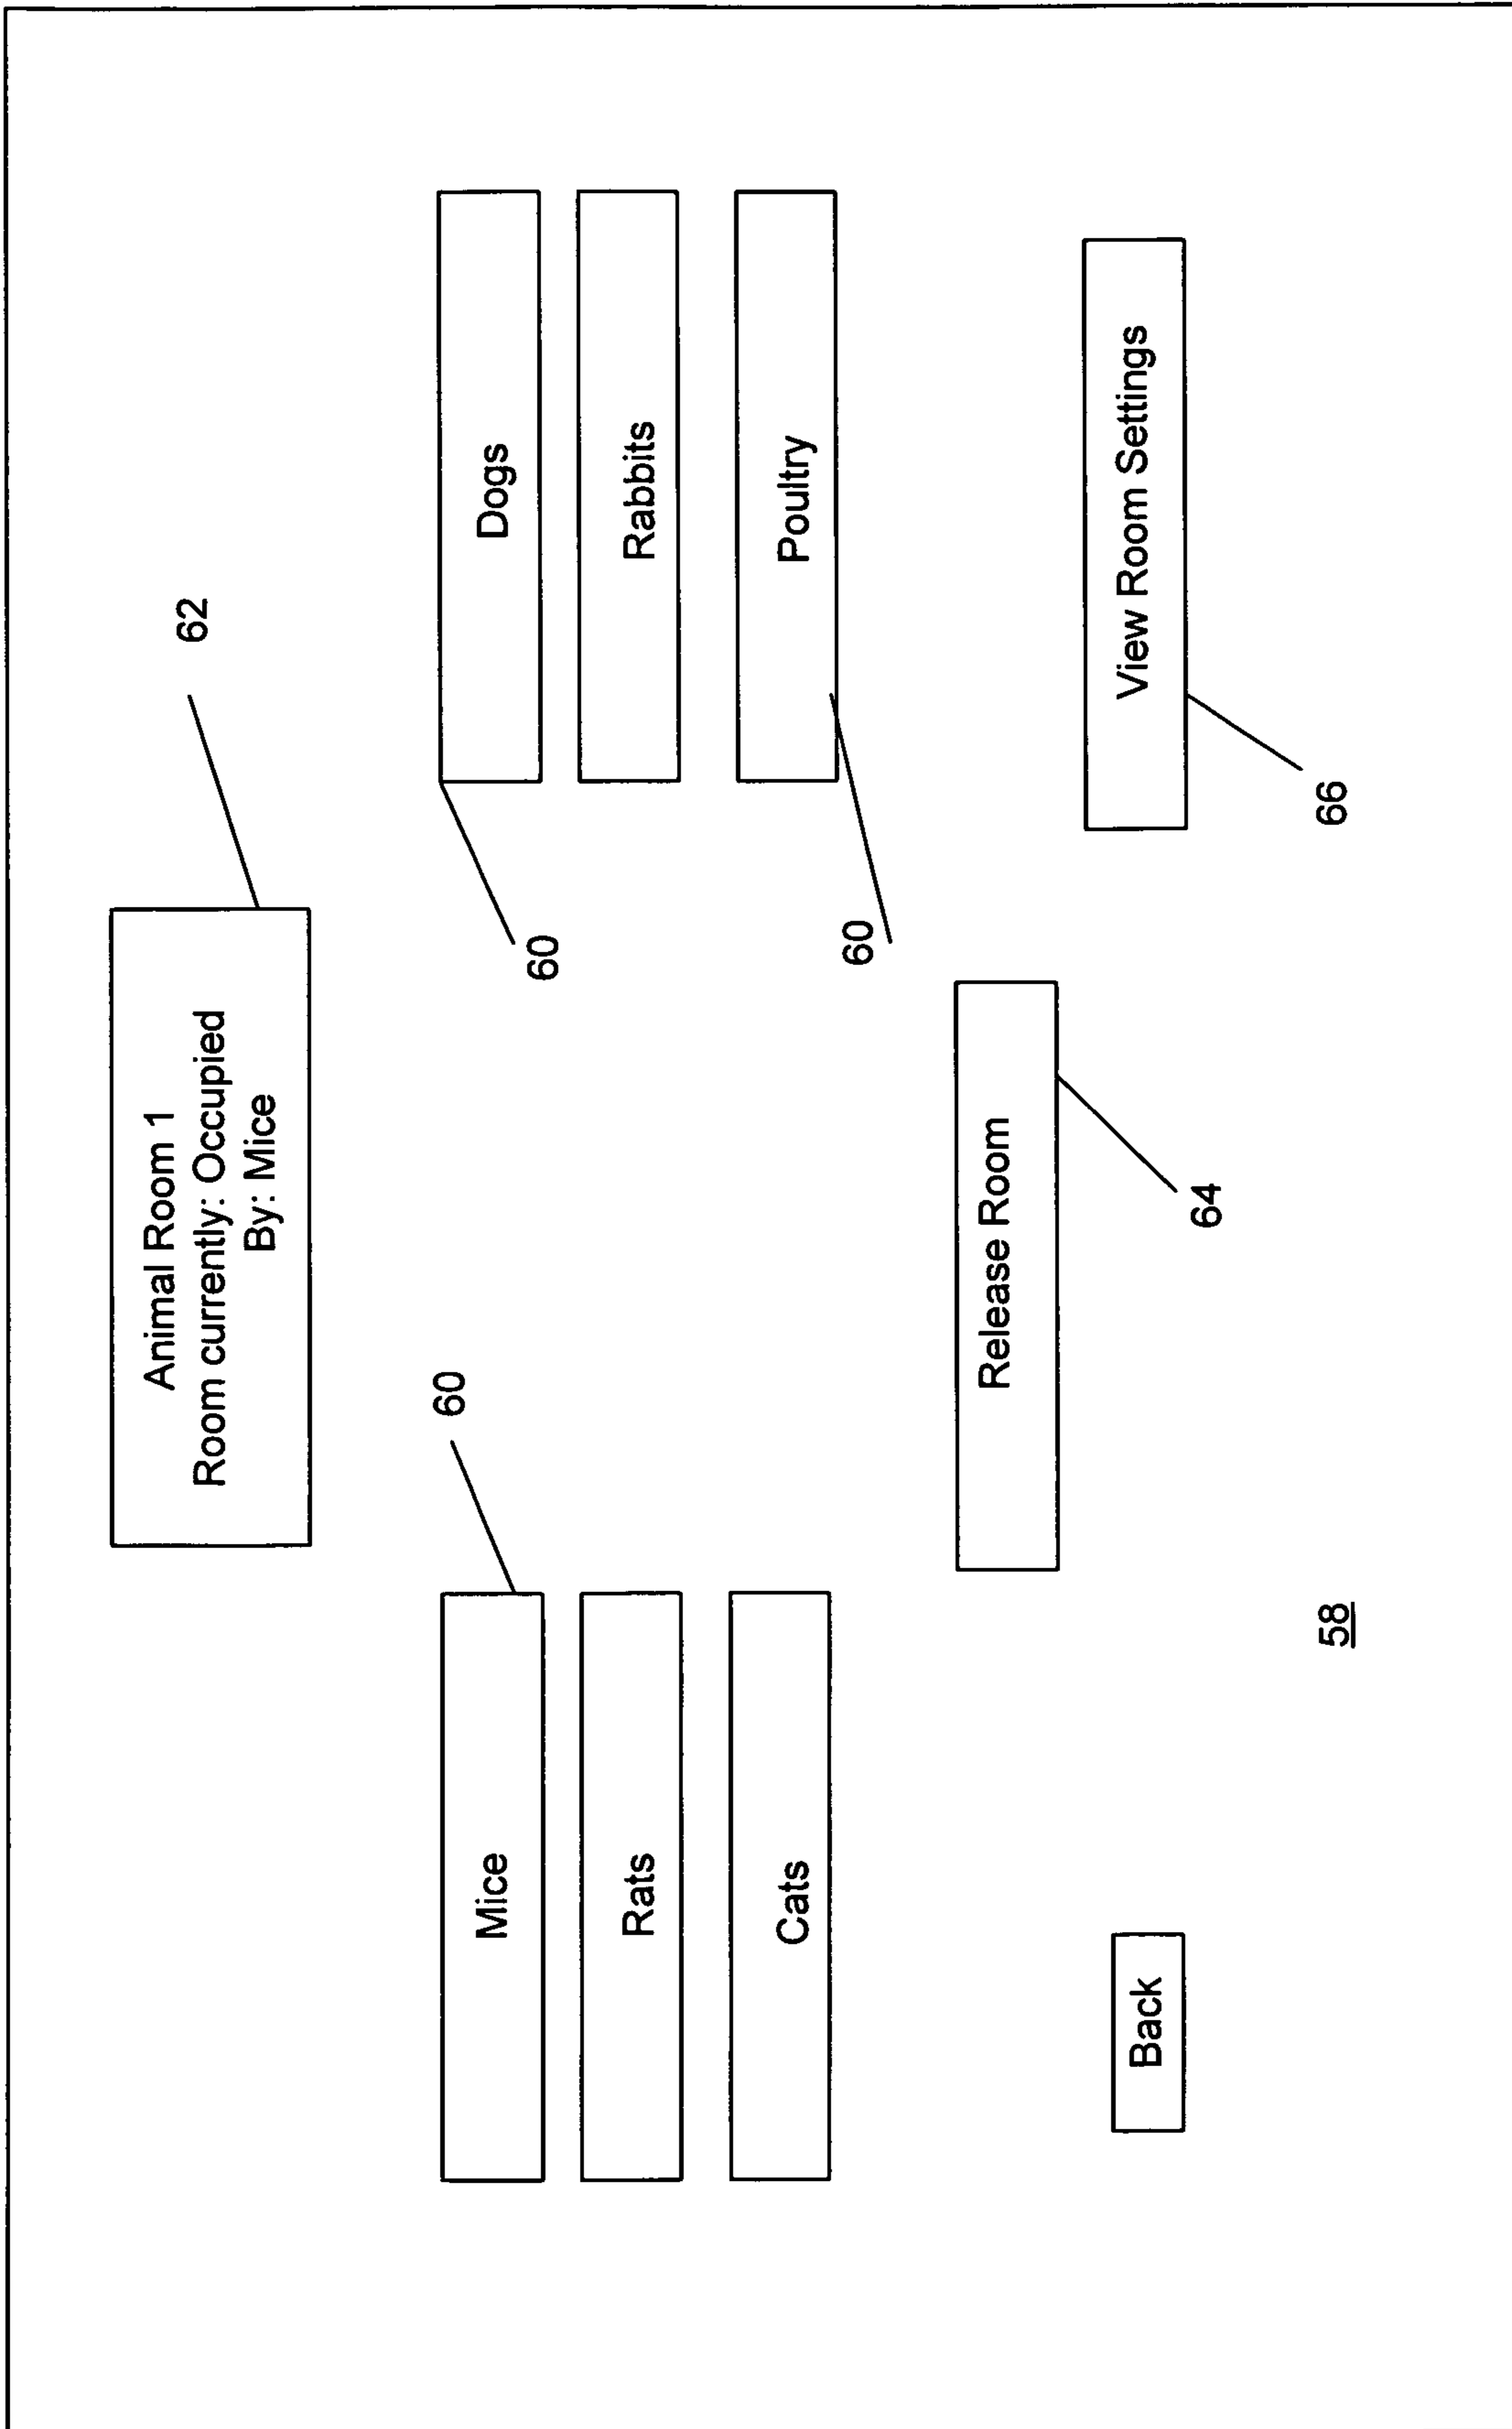 Animal Room 1
Room currently: Occupied
By: Mice
62
60
Mice
Dogs
60
Rats
Rabbits
Cats
Poultry
60
Release Room
64
Back
View Room Settings
66
58